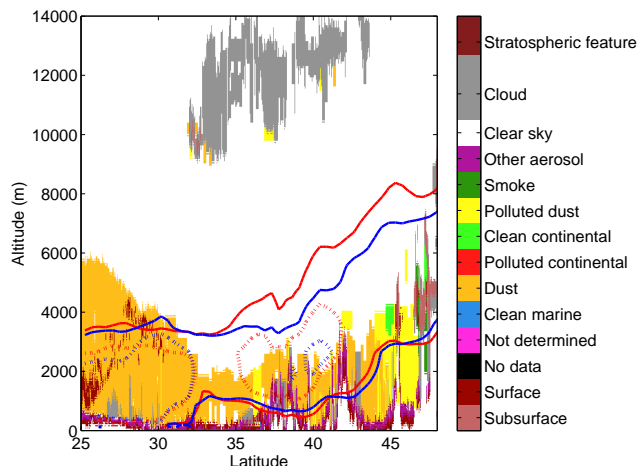 14000
12000
10000
8000
6000
4000
2000
0
Altitude (m)
25
30
35
40
45
Latitude
Stratospheric feature
Cloud
Clear sky
Other aerosol
Smoke
Polluted dust
Clean continental
Polluted continental
Dust
Clean marine
Not determined
No data
Surface
Subsurface